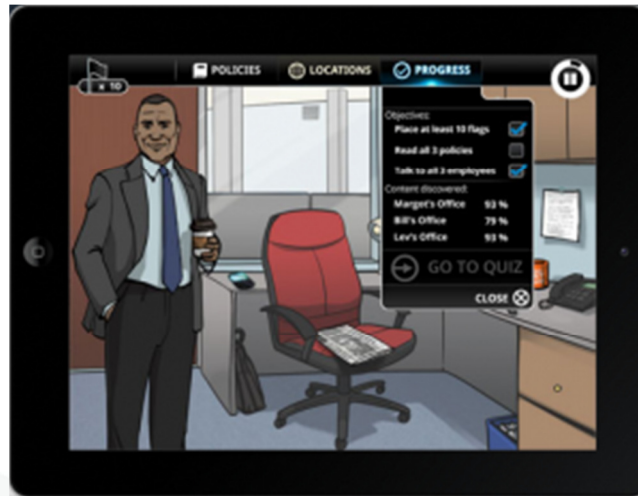 x 10
POLICIES
LOCATIONS
PROGRESS
Objectives:
Place at least 10 flags
Read all 3 policies
Talk to all 3 employees
Content discovered:
Margot's Office 93 %
Bill's Office 79 %
Lev's Office 93 %
GO TO QUIZ
CLOSE